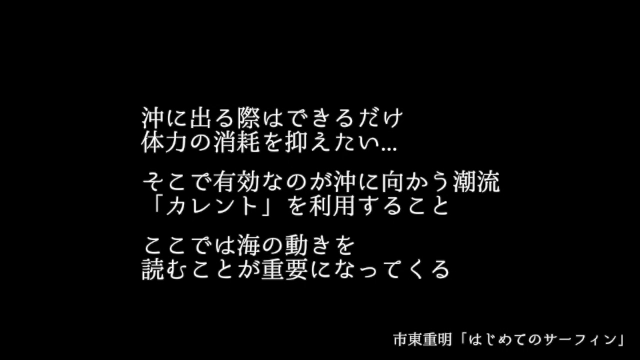 沖に出る際はできるだけ
体力の消耗を抑えたい...
そこで有効なのが沖に向かう潮流
「カレント」を利用すること
ここでは海の動きを
読むことが重要になってくる
市東重明「はじめてのサーフィン」